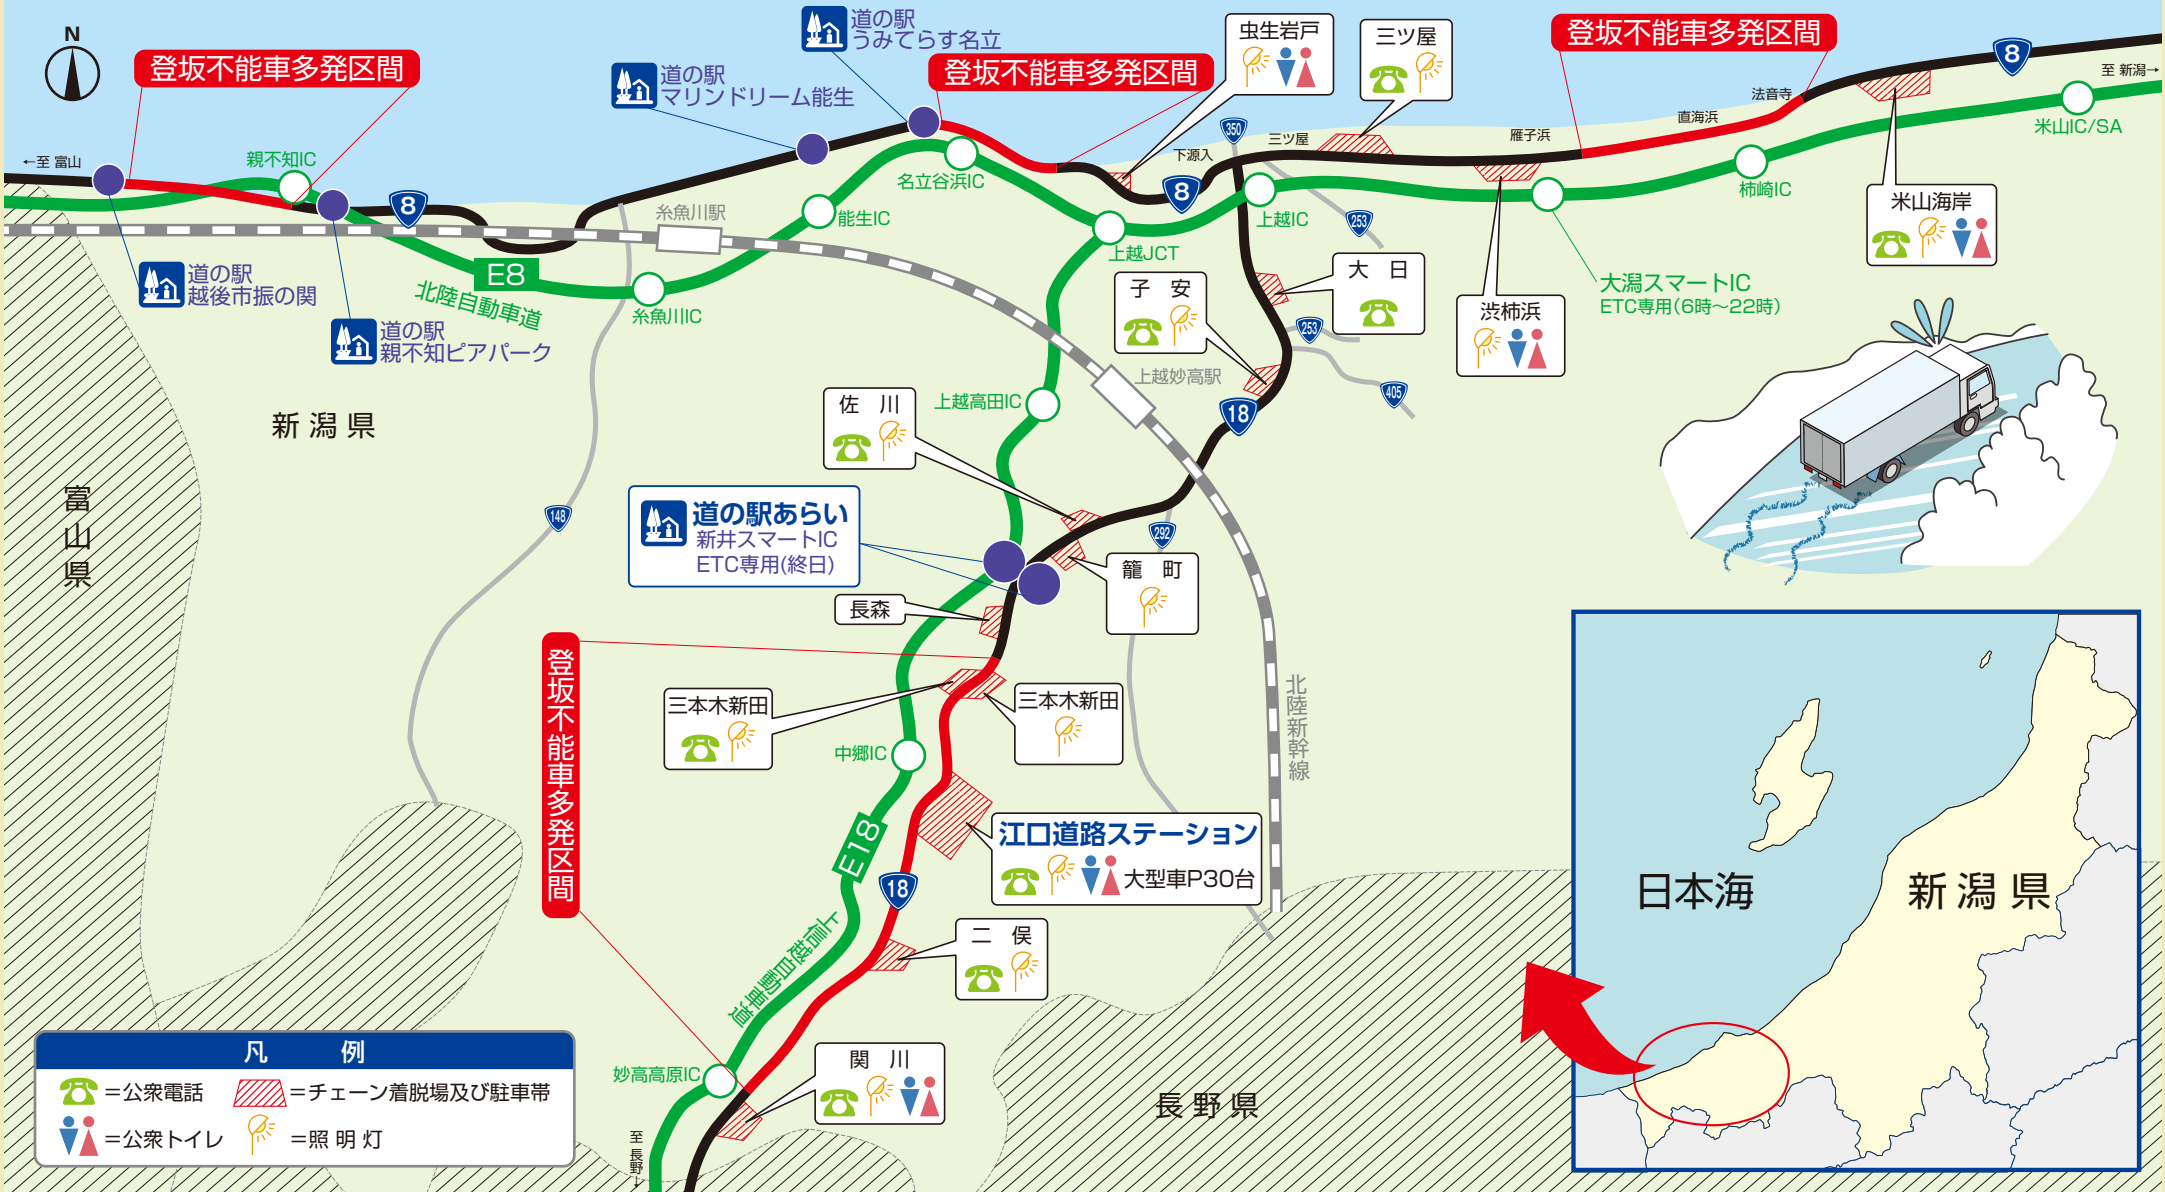 N
登坂不能車多発区間
道の駅
うみてらす名立
登坂不能車多発区間
虫生岩戸
三ツ屋
登坂不能車多発区間
8
至 新潟→
道の駅
マリンドリーム能生
←至 富山
親不知IC
8
名立谷浜IC
下源入
350
三ツ屋
雁子浜
直海浜
法音寺
米山IC/SA
8
上越IC
253
柿崎IC
米山海岸
糸魚川駅
能生IC
上越JCT
道の駅
越後市振の関
E8
北陸自動車道
糸魚川IC
道の駅
親不知ピアパーク
子 安
大 日
253
渋柿浜
大潟スマートIC
ETC専用(6時〜22時)
上越妙高駅
405
18
新潟県
佐 川
上越高田IC
富山県
148
道の駅あらい
新井スマートIC
ETC専用(終日)
292
籠 町
長森
登坂不能車多発区間
三本木新田
三本木新田
北陸新幹線
中郷IC
E18
18
江口道路ステーション
大型車P30台
上信越自動車道
二 俣
妙高高原IC
関 川
至 長野→
長野県
日本海
新潟県
凡 例
=公衆電話
=チェーン着脱場及び駐車帯
=公衆トイレ
=照明灯